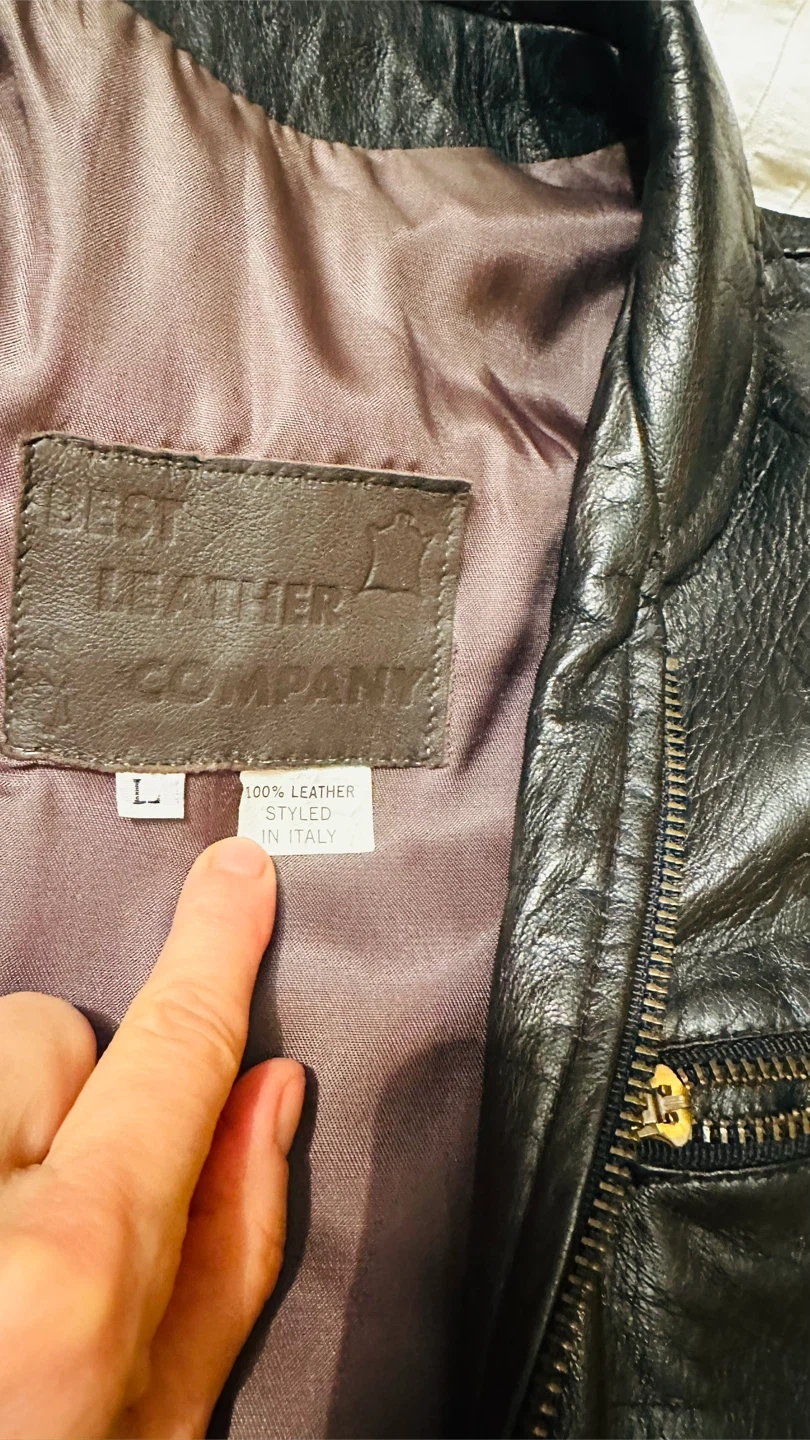 BEST
LEATHER
COMPANY
L
100% LEATHER
STYLED
IN ITALY